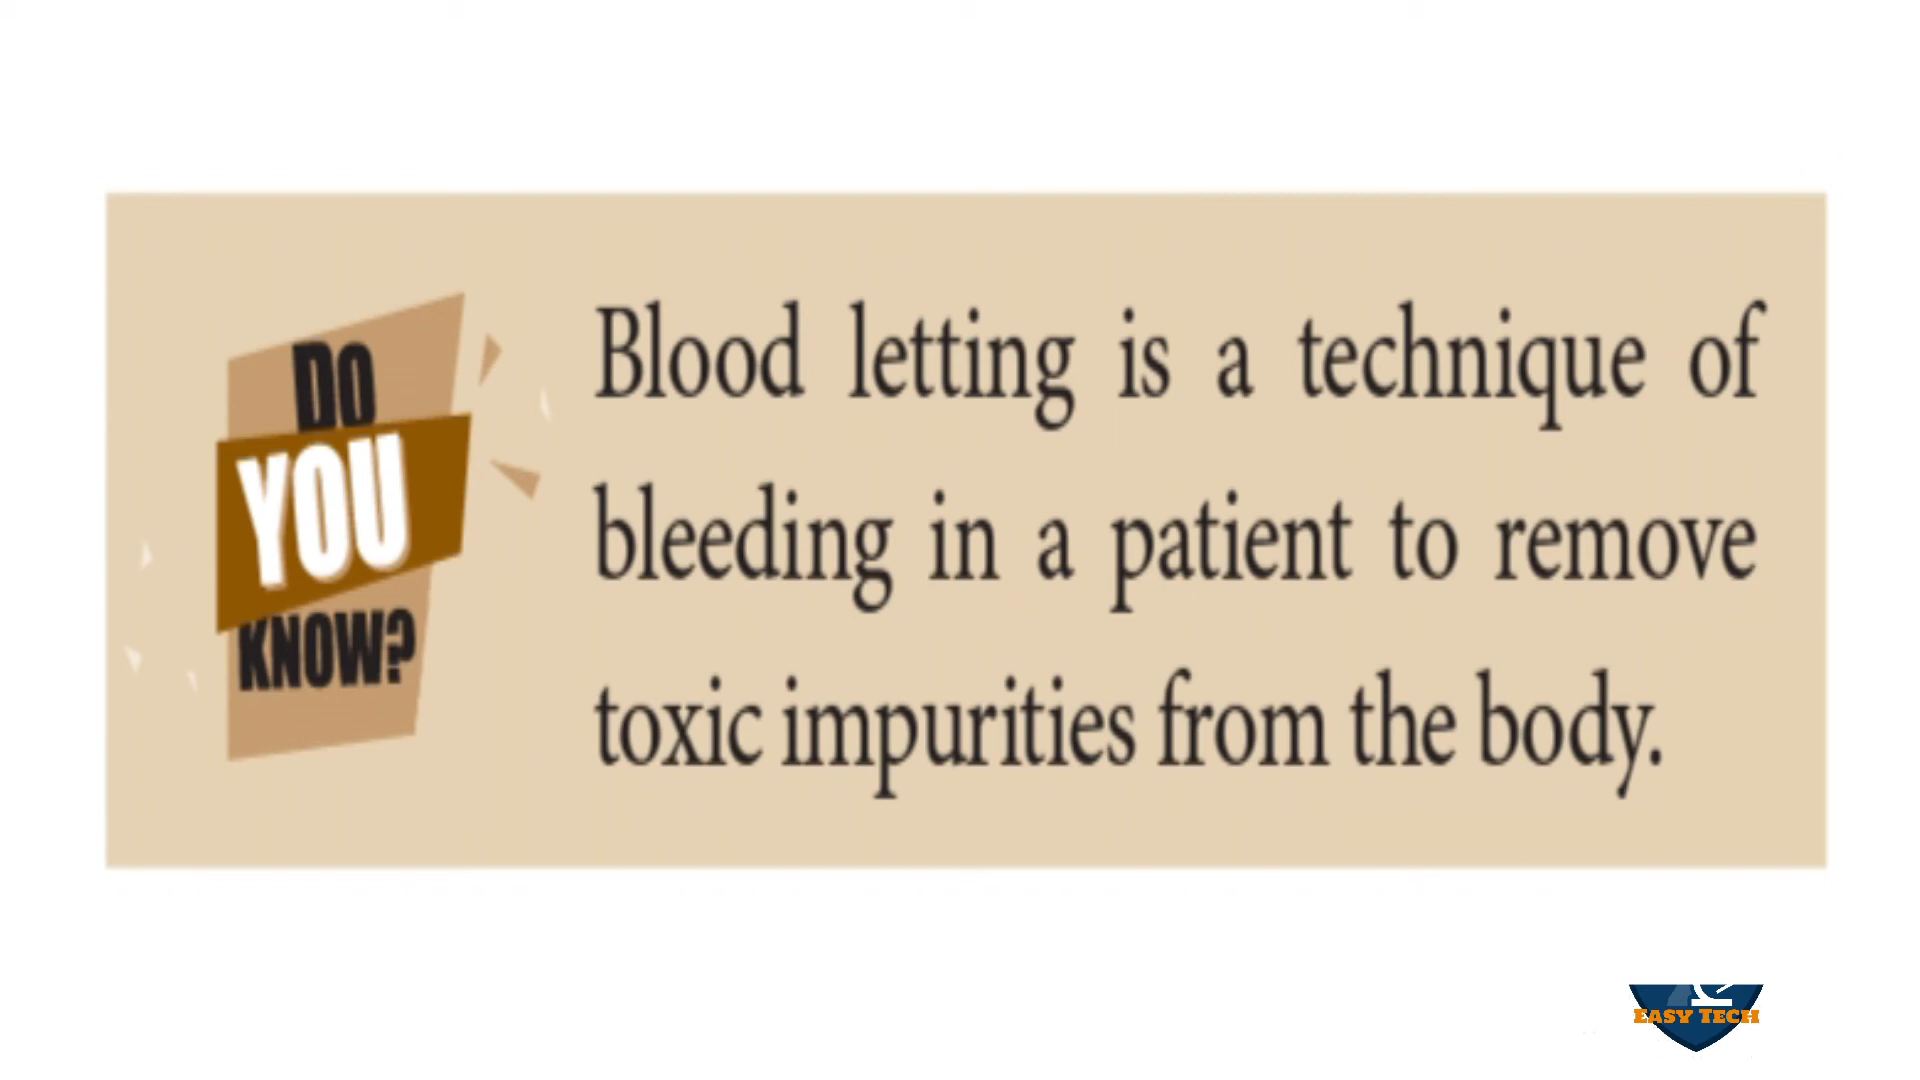 DO
YOU
KNOW?
Blood letting is a technique of
bleeding in a patient to remove
toxic impurities from the body.
EASY TECH